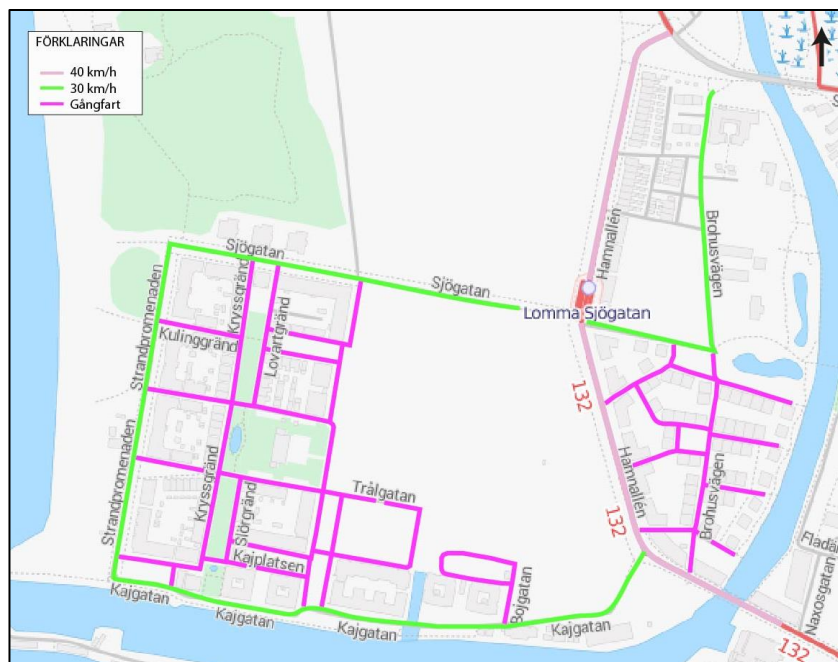 FÖRKLARINGAR
40 km/h
30 km/h
Gångfart
Sjögatan
Sjögatan
Hamnallén
Brohusvägen
Lomma Sjögatan
Strandpromenaden
Kryssgränd
Lovartgränd
Kulinggränd
132
Strandpromenaden
Kryssgränd
Slörgränd
Trålgatan
Hamnallén
Brohusvägen
132
Kajplatsen
Kajgatan
Kajgatan
Kajgatan
Bojgatan
Kajgatan
Fladä
Naxosgatan
132